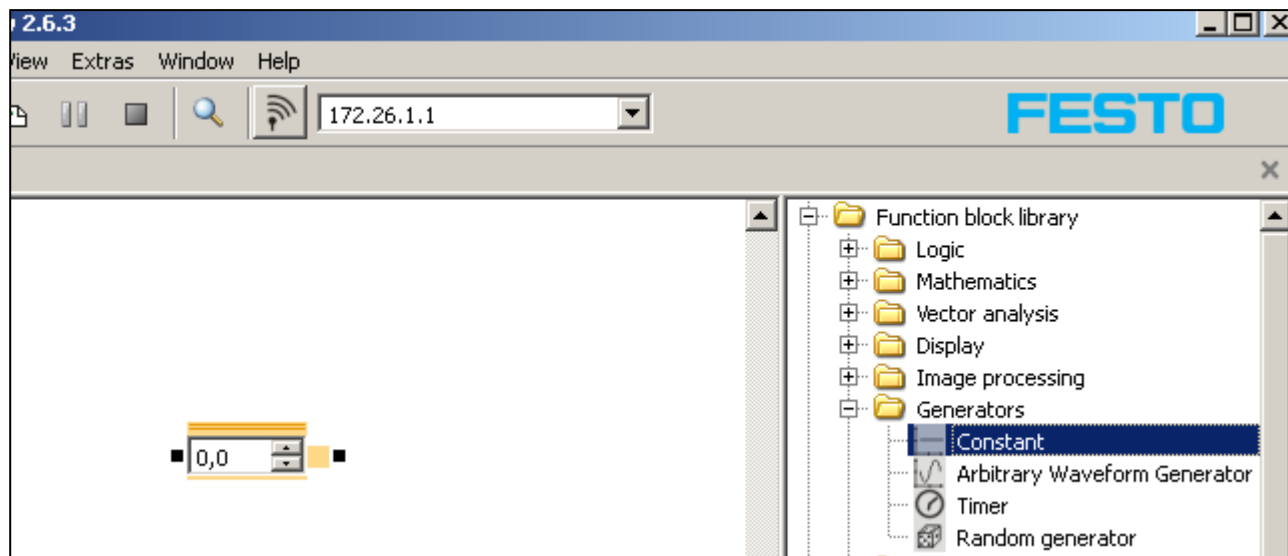 2.6.3
View Extras Window Help
172.26.1.1
FESTO
Function block library
Logic
Mathematics
Vector analysis
Display
Image processing
Generators
0,0
Constant
Arbitrary Waveform Generator
Timer
Random generator